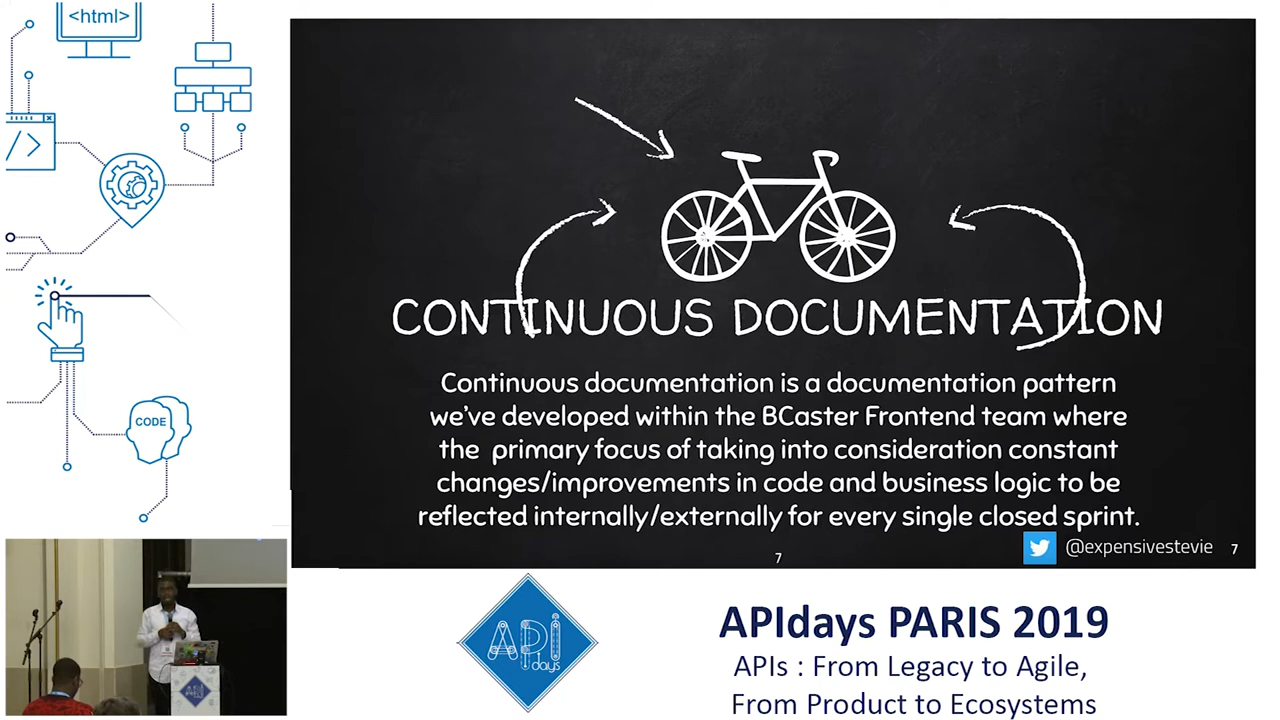 <html>
</>
CODE
CONTINUOUS DOCUMENTATION
Continuous documentation is a documentation pattern
we've developed within the BCaster Frontend team where
the primary focus of taking into consideration constant
changes/improvements in code and business logic to be
reflected internally/externally for every single closed sprint.
@expensivestevie 7
7
API
days
APIdays PARIS 2019
APIs : From Legacy to Agile,
From Product to Ecosystems